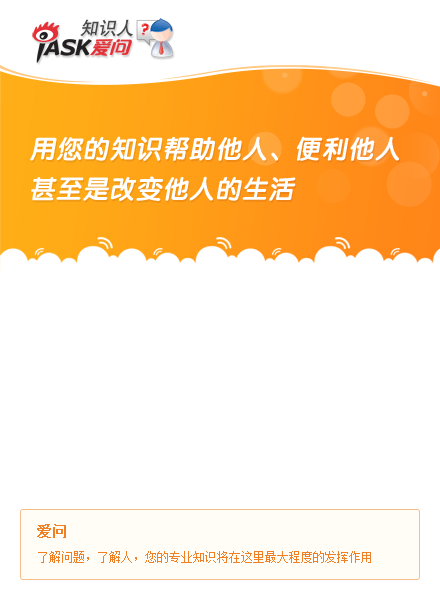 知识人
iASK爱问
?
用您的知识帮助他人、便利他人
甚至是改变他人的生活
爱问
了解问题，了解人，您的专业知识将在这里最大程度的发挥作用